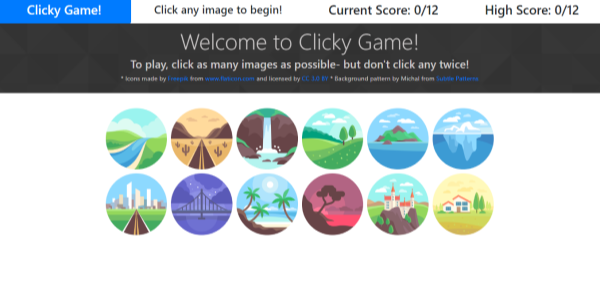 Clicky Game! Click any image to begin! Current Score: 0/12 High Score: 0/12
Welcome to Clicky Game!
To play, click as many images as possible- but don't click any twice!
* Icons made by Freepik from www.flaticon.com and licensed by CC 3.0 BY * Background pattern by Michal from Subtle Patterns